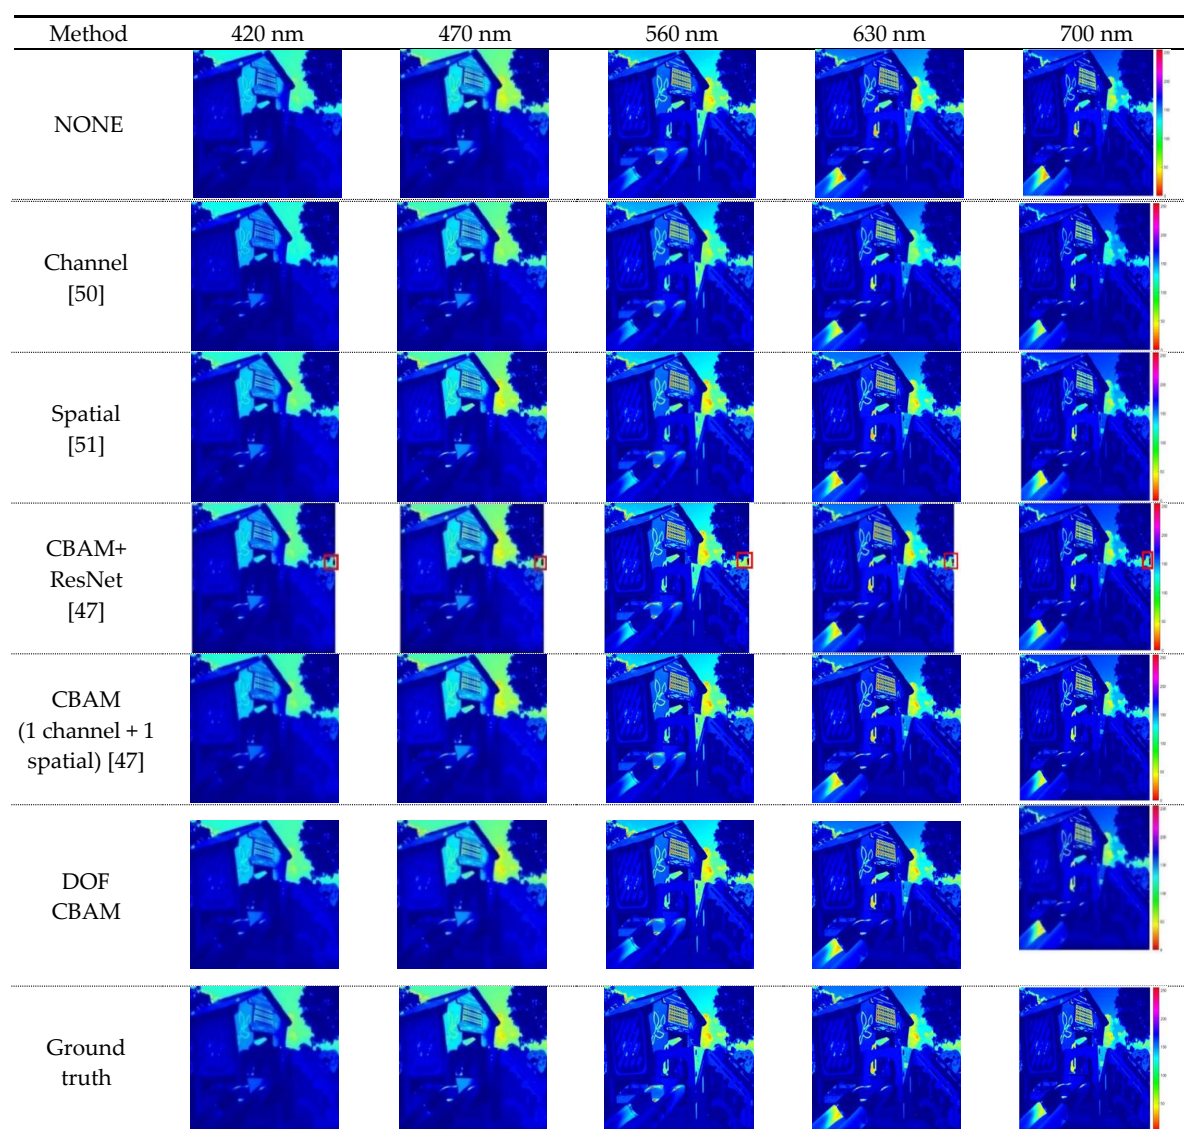 Method 420 nm 470 nm 560 nm 630 nm 700 nm
NONE
Channel
[50]
Spatial
[51]
CBAM+
ResNet
[47]
CBAM
(1 channel + 1
spatial) [47]
DOF
CBAM
Ground
truth